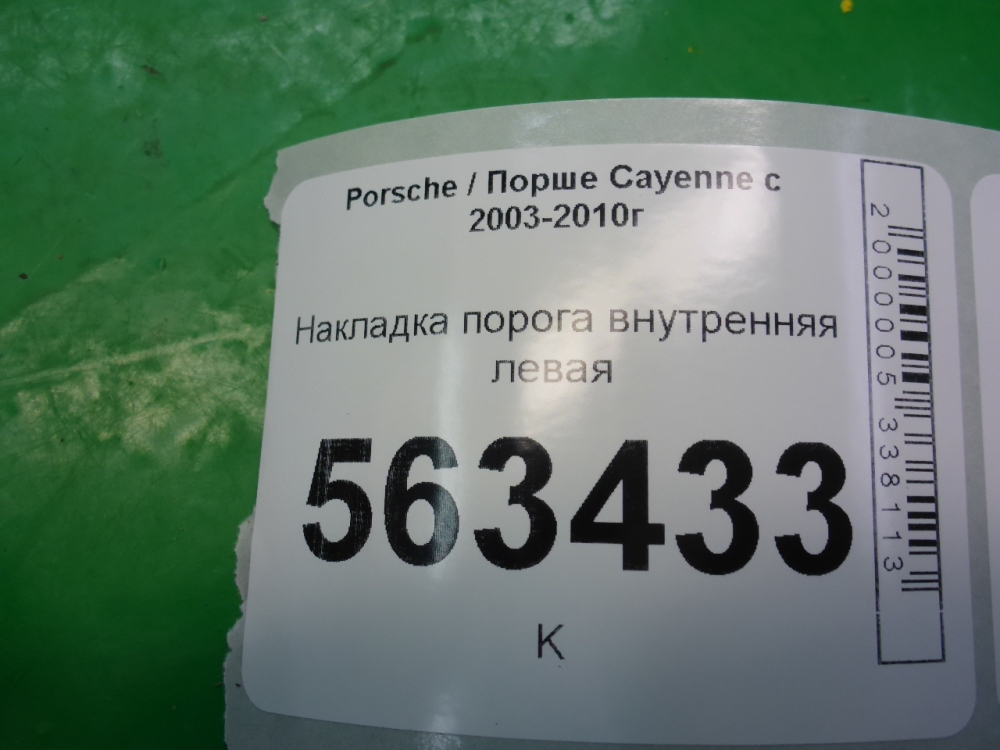 Porsche / Порше Cayenne с
2003-2010г
Накладка порога внутренняя
левая
563433
К
2000005338113